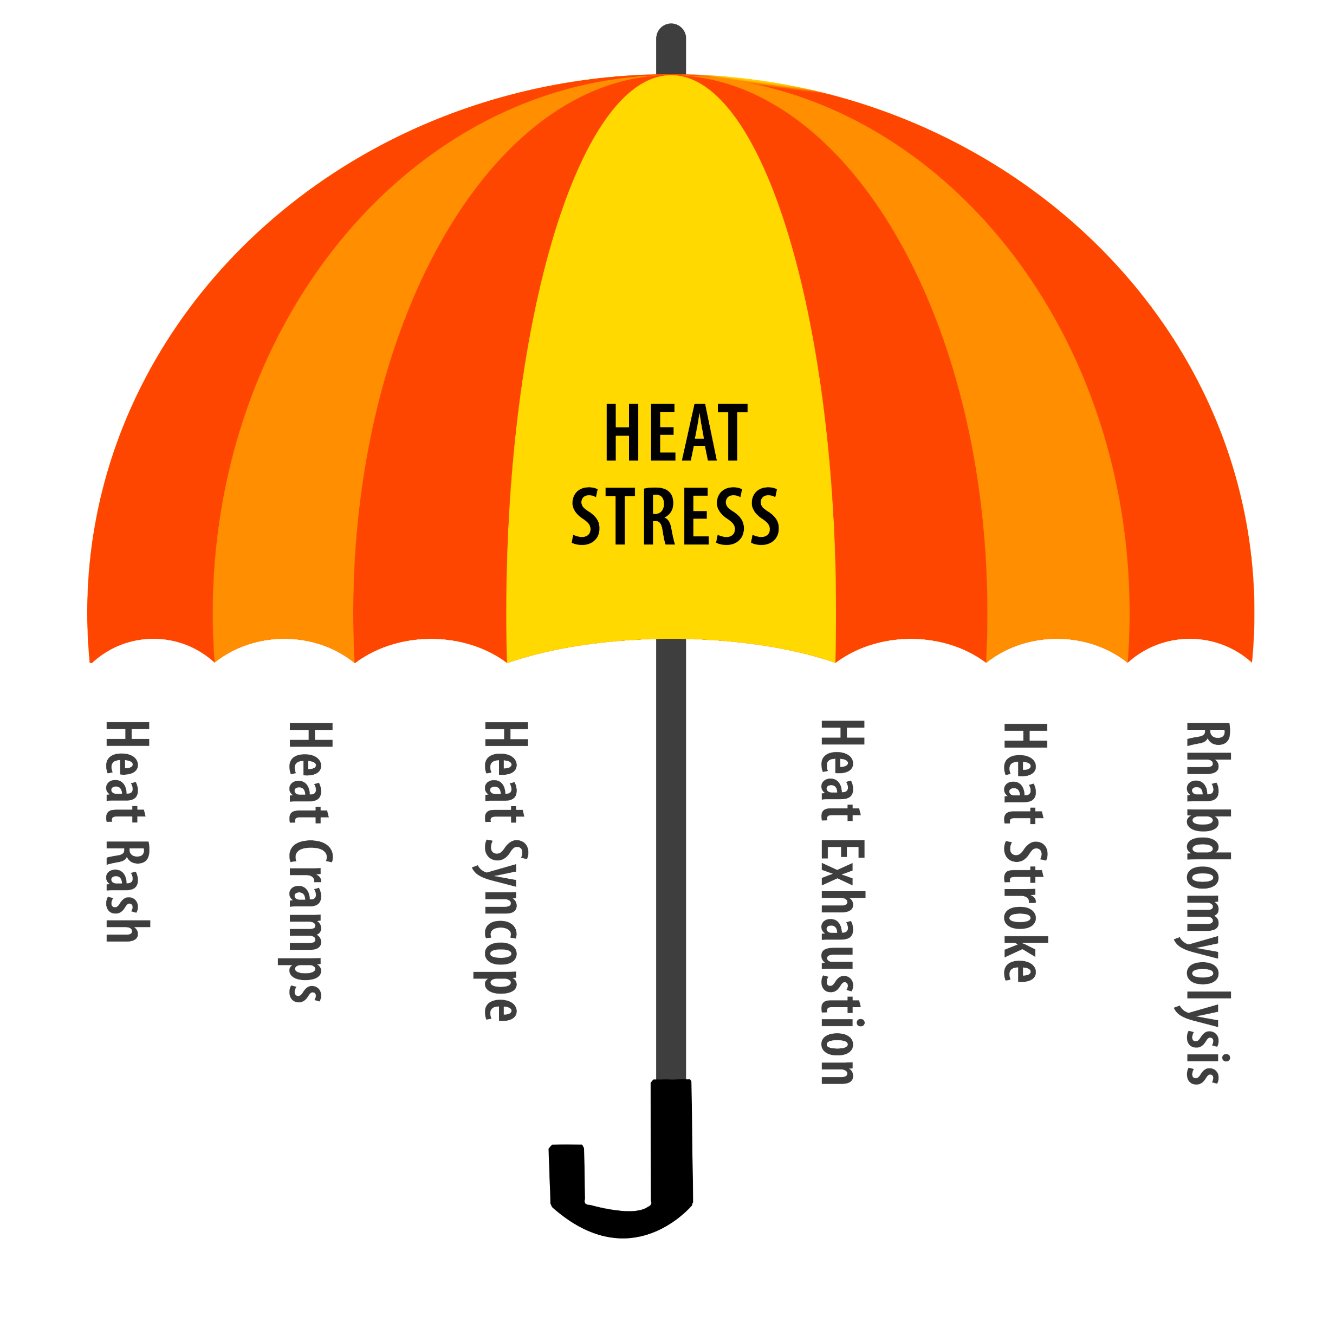 HEAT
STRESS
Heat Rash
Heat Cramps
Heat Syncope
Heat Exhaustion
Heat Stroke
Rhabdomyolysis